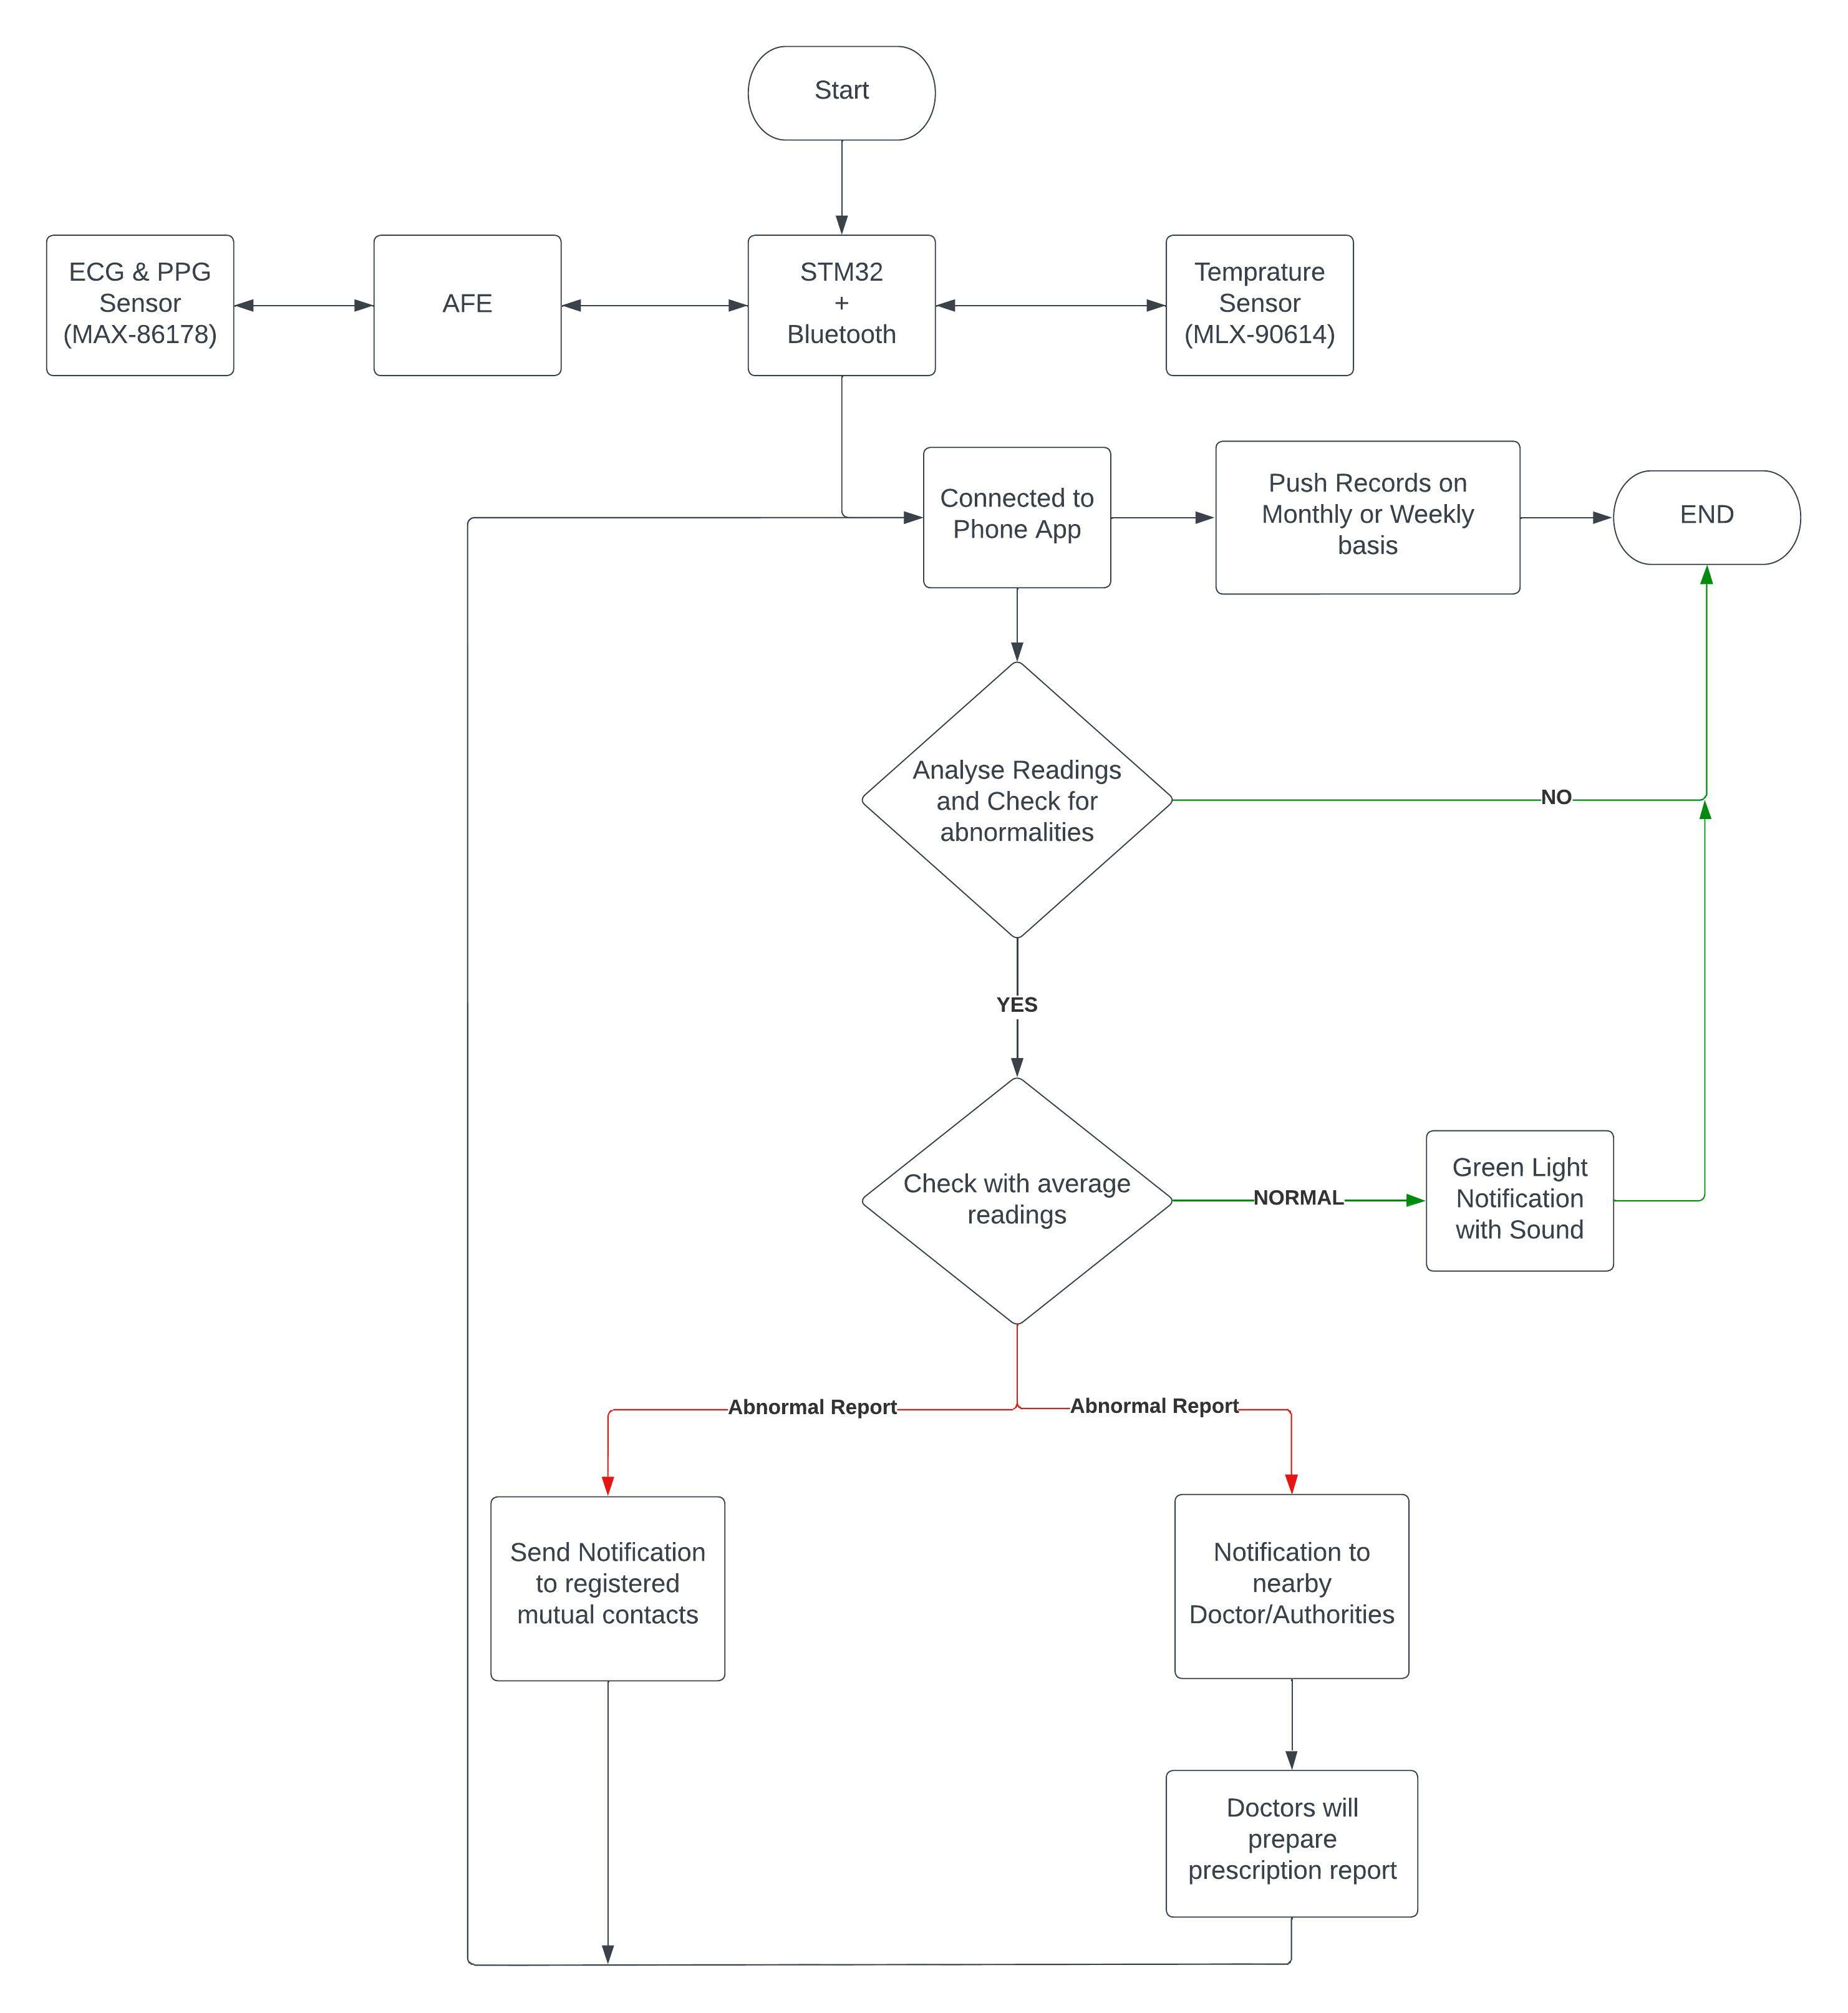 Start
ECG & PPG
Sensor
(MAX-86178)
AFE
STM32
+
Bluetooth
Temprature
Sensor
(MLX-90614)
Connected to
Phone App
Push Records on
Monthly or Weekly
basis
END
Analyse Readings
and Check for
abnormalities
NO
YES
Check with average
readings
NORMAL
Green Light
Notification
with Sound
Abnormal Report
Abnormal Report
Send Notification
to registered
mutual contacts
Notification to
nearby
Doctor/Authorities
Doctors will
prepare
prescription report